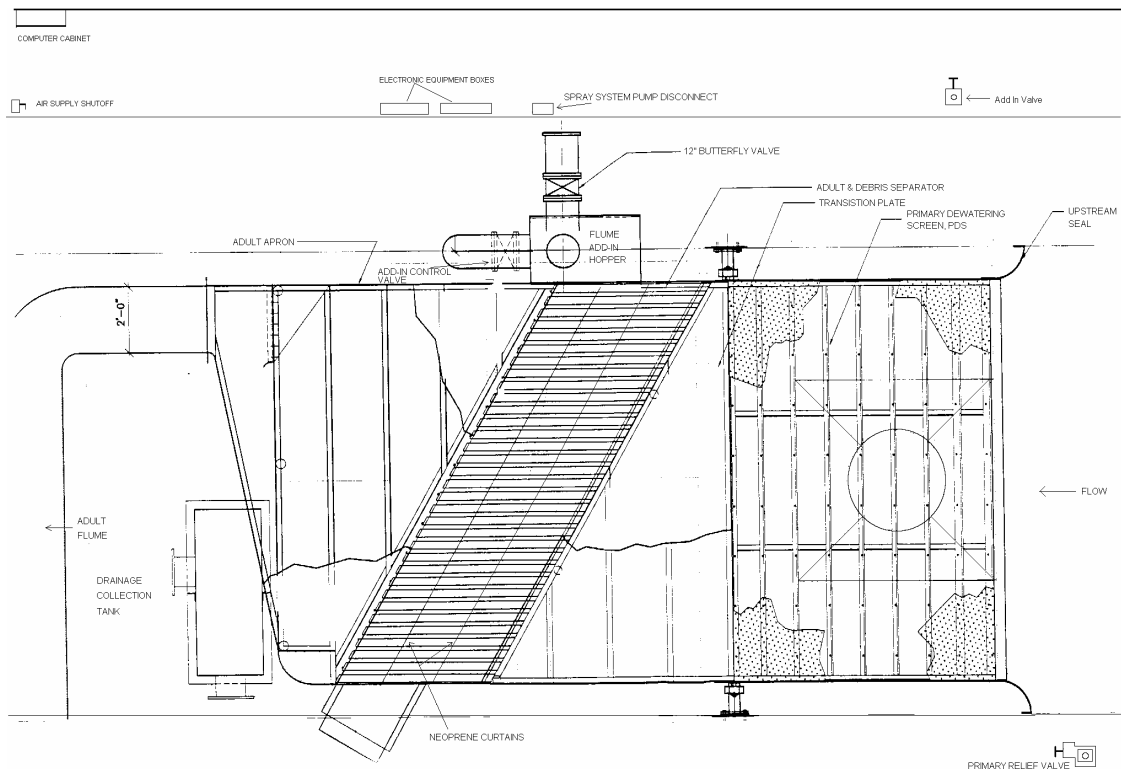 COMPUTER CABINET
ELECTRONIC EQUIPMENT BOXES
AIR SUPPLY SHUTOFF
SPRAY SYSTEM PUMP DISCONNECT
Add In Valve
12" BUTTERFLY VALVE
ADULT & DEBRIS SEPARATOR
TRANSISTION PLATE
PRIMARY DEWATERING
SCREEN, PDS
UPSTREAM
SEAL
FLUME
ADD-IN
HOPPER
ADULT APRON
ADD-IN CONTROL
VALVE
2'-0"
FLOW
ADULT
FLUME
DRAINAGE
COLLECTION
TANK
NEOPRENE CURTAINS
PRIMARY RELIEF VALVE